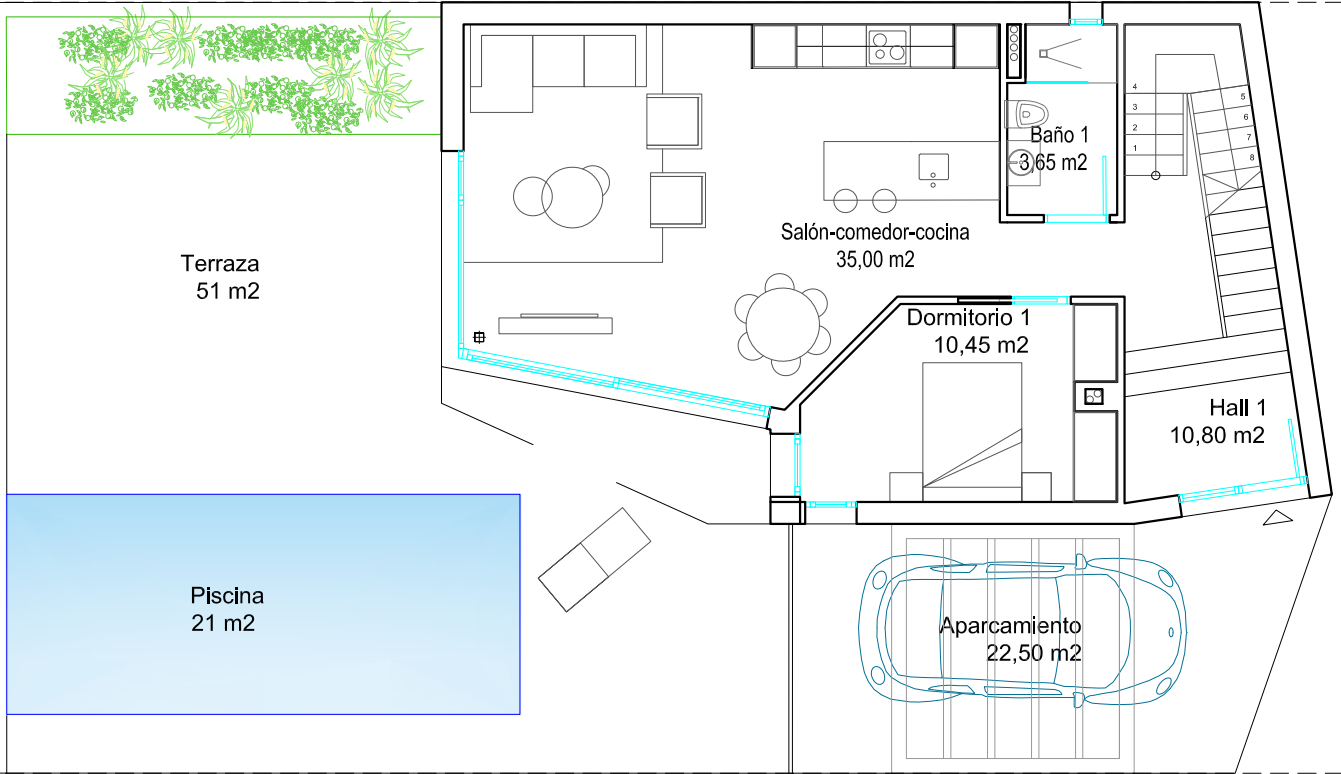 4
3
2
1
5
6
7
8
Baño 1
3,65 m2
Salón-comedor-cocina
35,00 m2
Terraza
51 m2
Dormitorio 1
10,45 m2
Hall 1
10,80 m2
Piscina
21 m2
Aparcamiento
22,50 m2